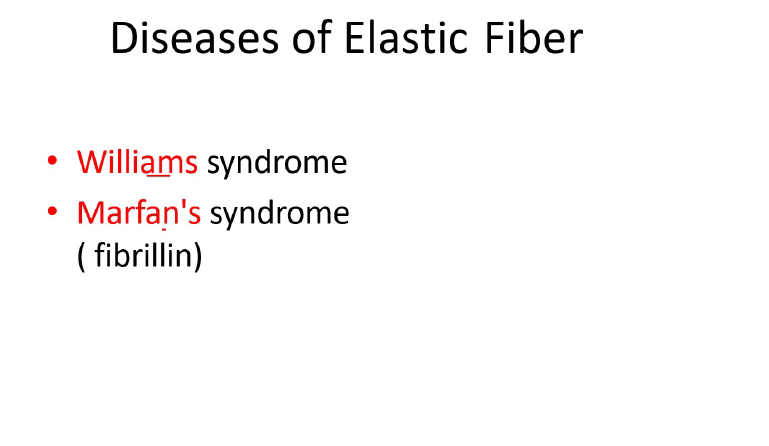 Diseases of Elastic Fiber
• Williams syndrome
• Marfan's syndrome
( fibrillin)